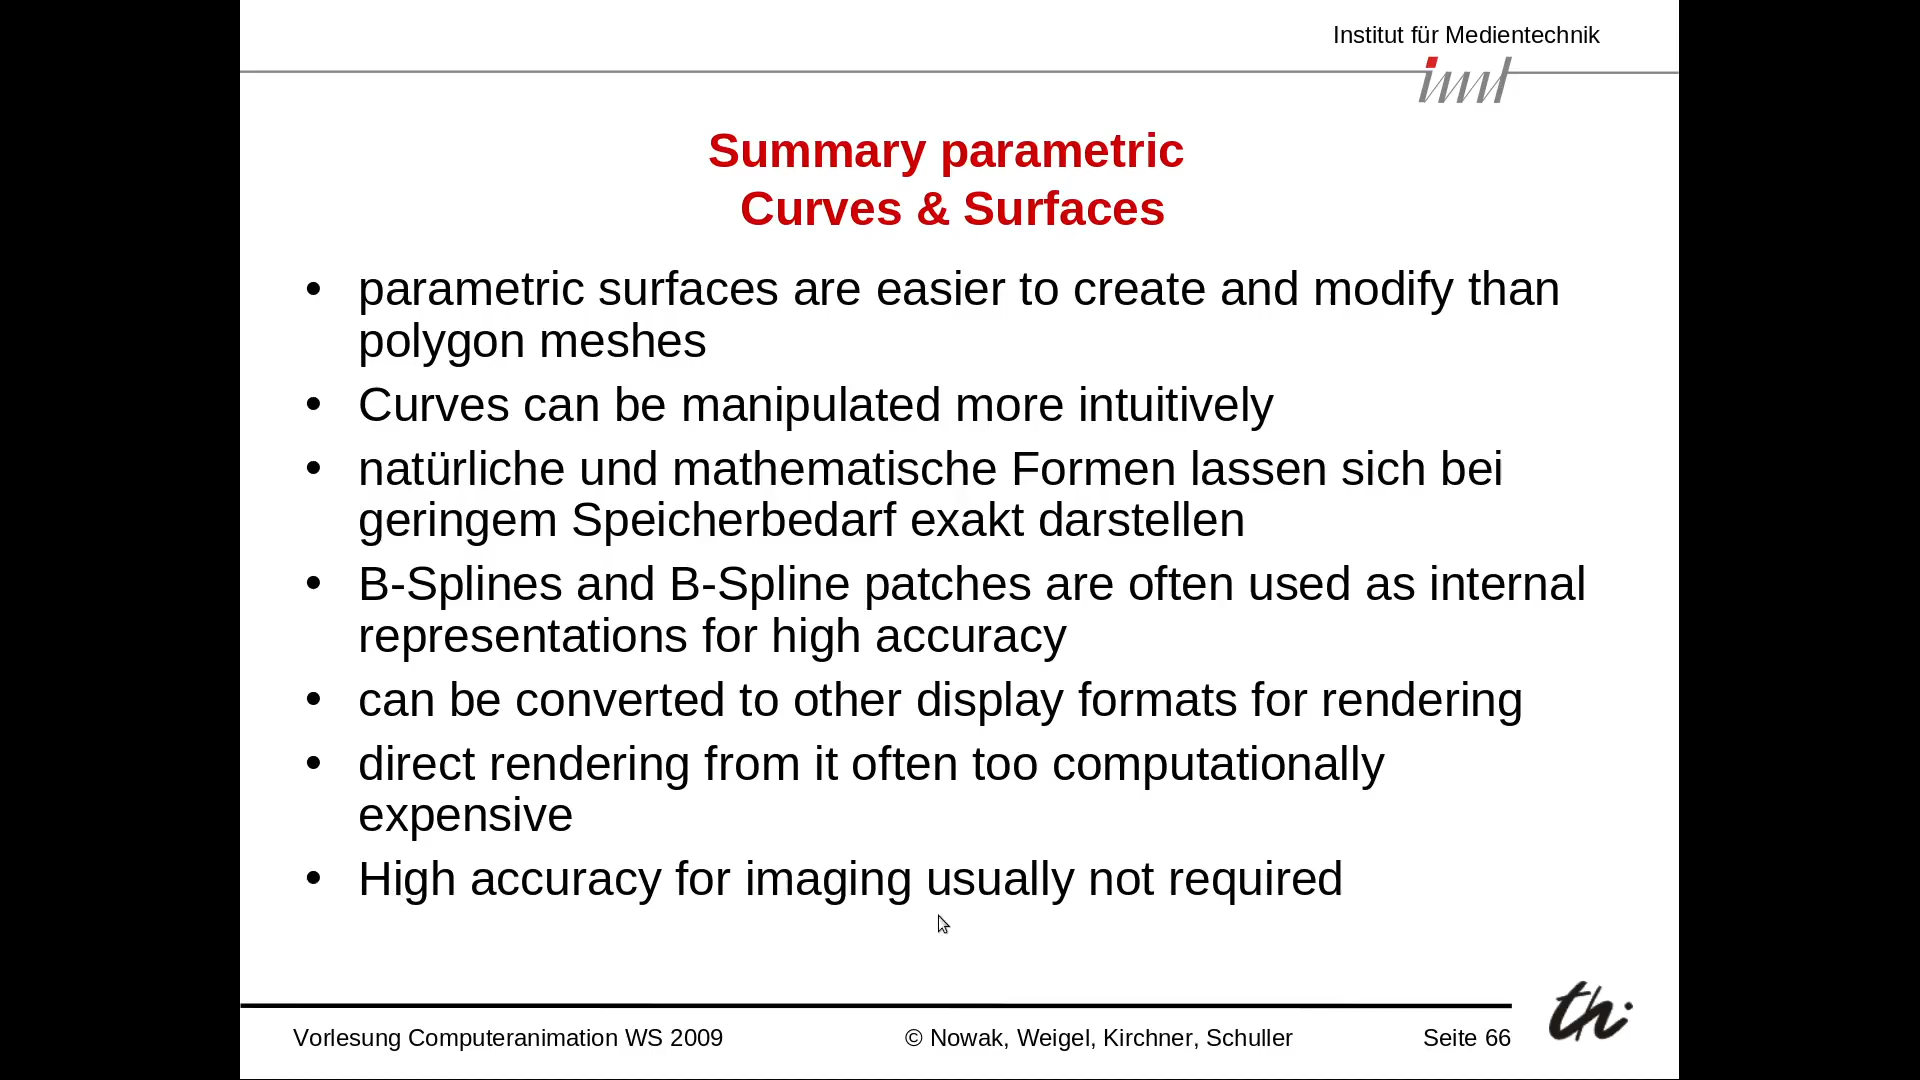 Institut für Medientechnik
Summary parametric
Curves & Surfaces
• parametric surfaces are easier to create and modify than
polygon meshes
• Curves can be manipulated more intuitively
• natürliche und mathematische Formen lassen sich bei
geringem Speicherbedarf exakt darstellen
• B-Splines and B-Spline patches are often used as internal
representations for high accuracy
• can be converted to other display formats for rendering
• direct rendering from it often too computationally
expensive
• High accuracy for imaging usually not required
Vorlesung Computeranimation WS 2009 © Nowak, Weigel, Kirchner, Schuller Seite 66
th